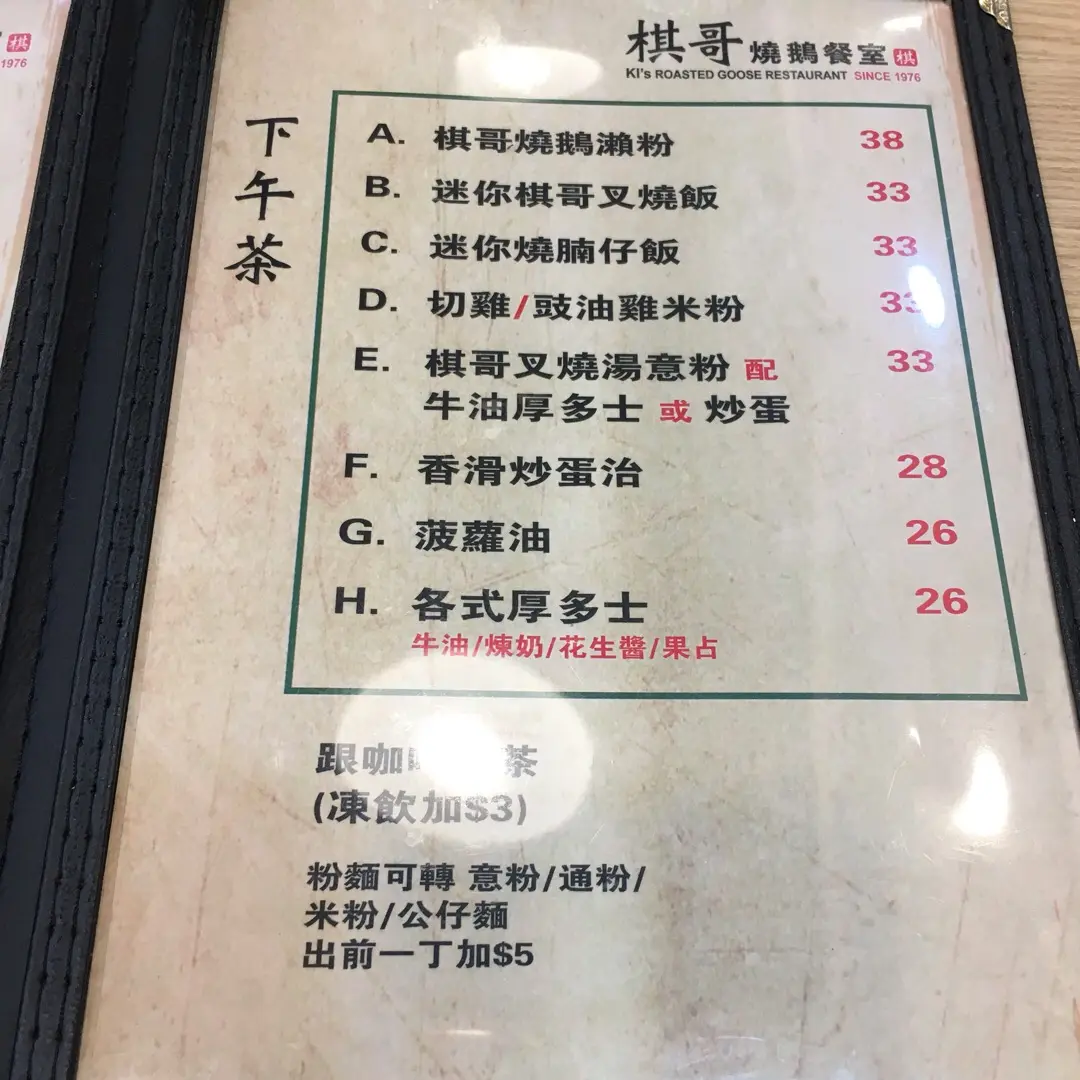 棋
1976
棋哥燒鵝餐室 棋
KI's ROASTED GOOSE RESTAURANT SINCE 1976
下午茶
A. 棋哥燒鵝瀨粉 38
B. 迷你棋哥叉燒飯 33
C. 迷你燒腩仔飯 33
D. 切雞/豉油雞米粉 33
E. 棋哥叉燒湯意粉 配 33
牛油厚多士 或 炒蛋
F. 香滑炒蛋治 28
G. 菠蘿油 26
H. 各式厚多士 26
牛油/煉奶/花生醬/果占
跟咖 茶
(凍飲加$3)
粉麵可轉 意粉/通粉/
米粉/公仔麵
出前一丁加$5